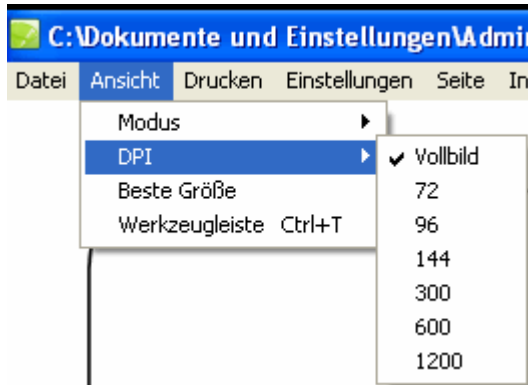 C:\Dokumente und Einstellungen\Admi
Datei Ansicht Drucken Einstellungen Seite In
Modus
DPI
Beste Größe
Werkzeugleiste Ctrl+T
Vollbild
72
96
144
300
600
1200